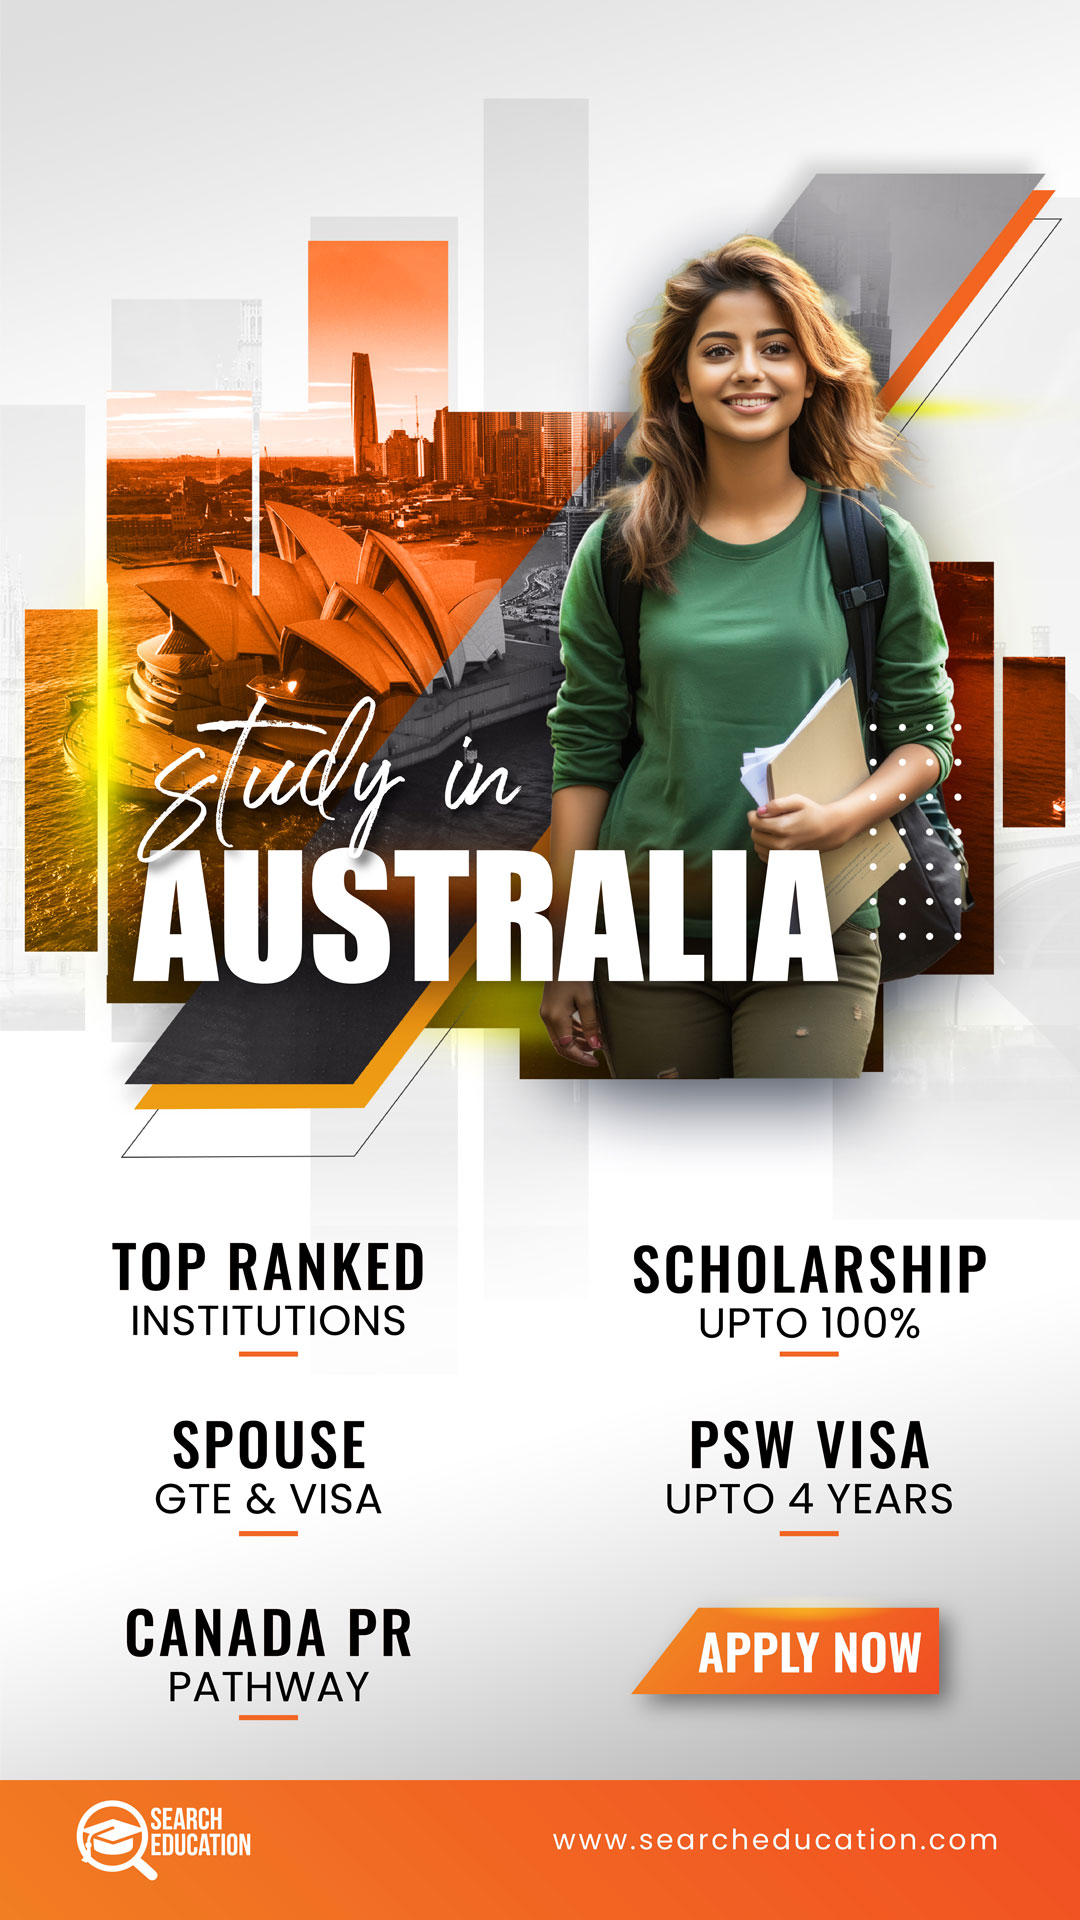 study in
AUSTRALIA
TOP RANKED
INSTITUTIONS
SCHOLARSHIP
UPTO 100%
SPOUSE
GTE & VISA
PSW VISA
UPTO 4 YEARS
CANADA PR
PATHWAY
APPLY NOW
SEARCH
EDUCATION
www.searcheducation.com